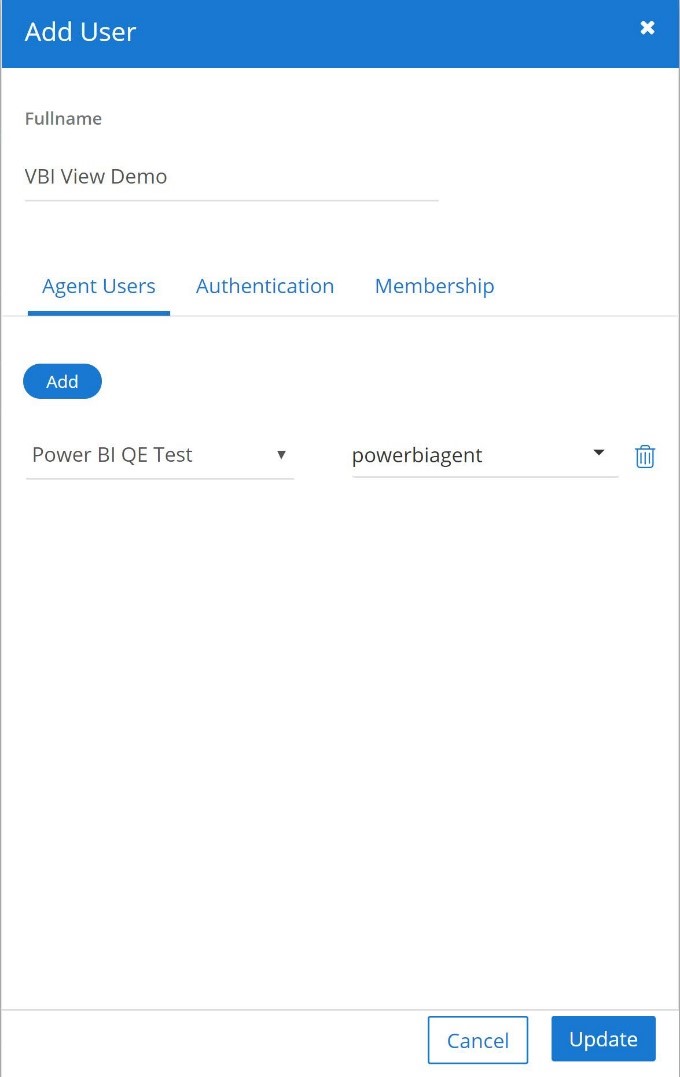 Add User
Fullname
VBI View Demo
Agent Users Authentication Membership
Add
Power BI QE Test powerbiagent
Cancel Update